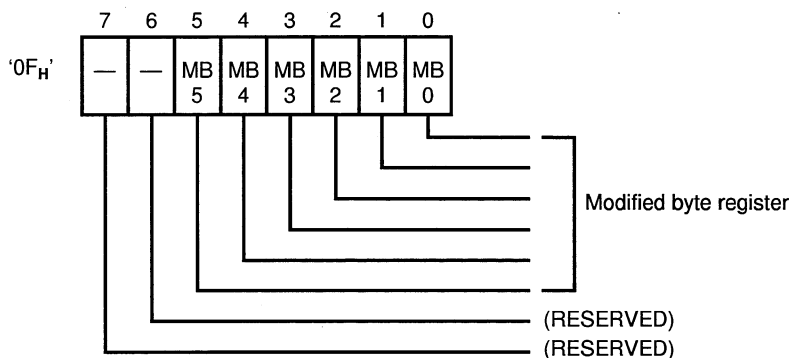 7 6 5 4 3 2 1 0
'0FH' — — MB 5 MB 4 MB 3 MB 2 MB 1 MB 0
Modified byte register
(RESERVED)
(RESERVED)